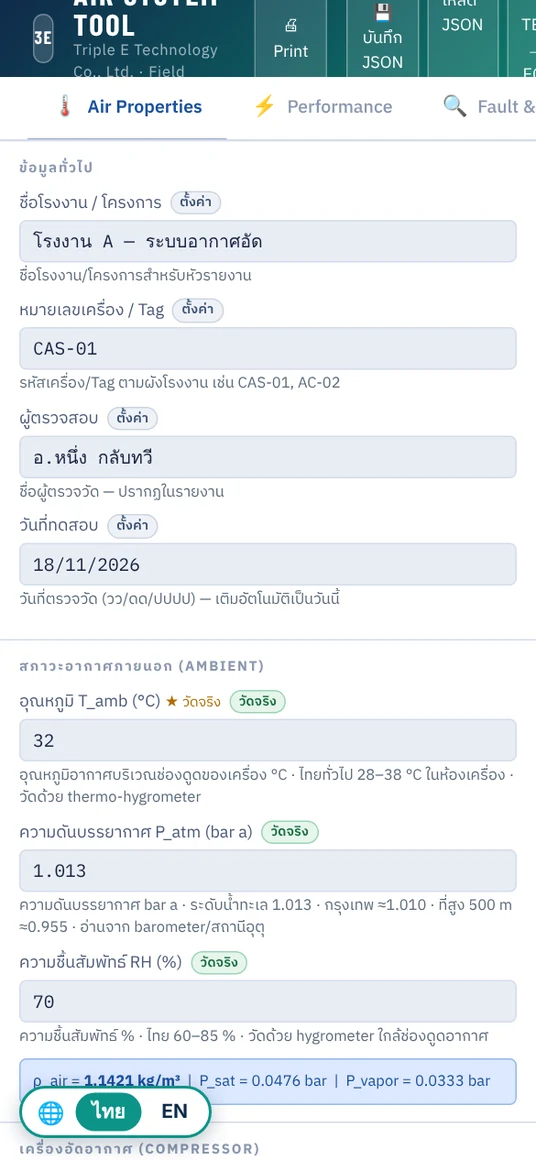 3E
TOOL
Triple E Technology
Co., Ltd. · Field
🖨 Print
💾 บันทึก
JSON
JSON
🌡️ Air Properties
⚡ Performance
🔍 Fault &
ข้อมูลทั่วไป
ชื่อโรงงาน / โครงการ ตั้งค่า
โรงงาน A — ระบบอากาศอัด
ชื่อโรงงาน/โครงการสำหรับหัวรายงาน
หมายเลขเครื่อง / Tag ตั้งค่า
CAS-01
รหัสเครื่อง/Tag ตามผังโรงงาน เช่น CAS-01, AC-02
ผู้ตรวจสอบ ตั้งค่า
อ.หนึ่ง กลับทวี
ชื่อผู้ตรวจวัด — ปรากฏในรายงาน
วันที่ทดสอบ ตั้งค่า
18/11/2026
วันที่ตรวจวัด (วว/ดด/ปปปป) — เติมอัตโนมัติเป็นวันนี้
สภาวะอากาศภายนอก (AMBIENT)
อุณหภูมิ T_amb (°C) ★ วัดจริง วัดจริง
32
อุณหภูมิอากาศบริเวณช่องดูดของเครื่อง °C · ไทยทั่วไป 28–38 °C ในห้องเครื่อง ·
วัดด้วย thermo-hygrometer
ความดันบรรยากาศ P_atm (bar a) วัดจริง
1.013
ความดันบรรยากาศ bar a · ระดับน้ำทะเล 1.013 · กรุงเทพ ≈1.010 · ที่สูง 500 m
≈0.955 · อ่านจาก barometer/สถานีอุตุ
ความชื้นสัมพัทธ์ RH (%) วัดจริง
70
ความชื้นสัมพัทธ์ % · ไทย 60–85 % · วัดด้วย hygrometer ใกล้ช่องดูดอากาศ
ρ_air = 1.1421 kg/m³ | P_sat = 0.0476 bar | P_vapor = 0.0333 bar
🌐 ไทย EN
เครื่องอัดอากาศ (COMPRESSOR)